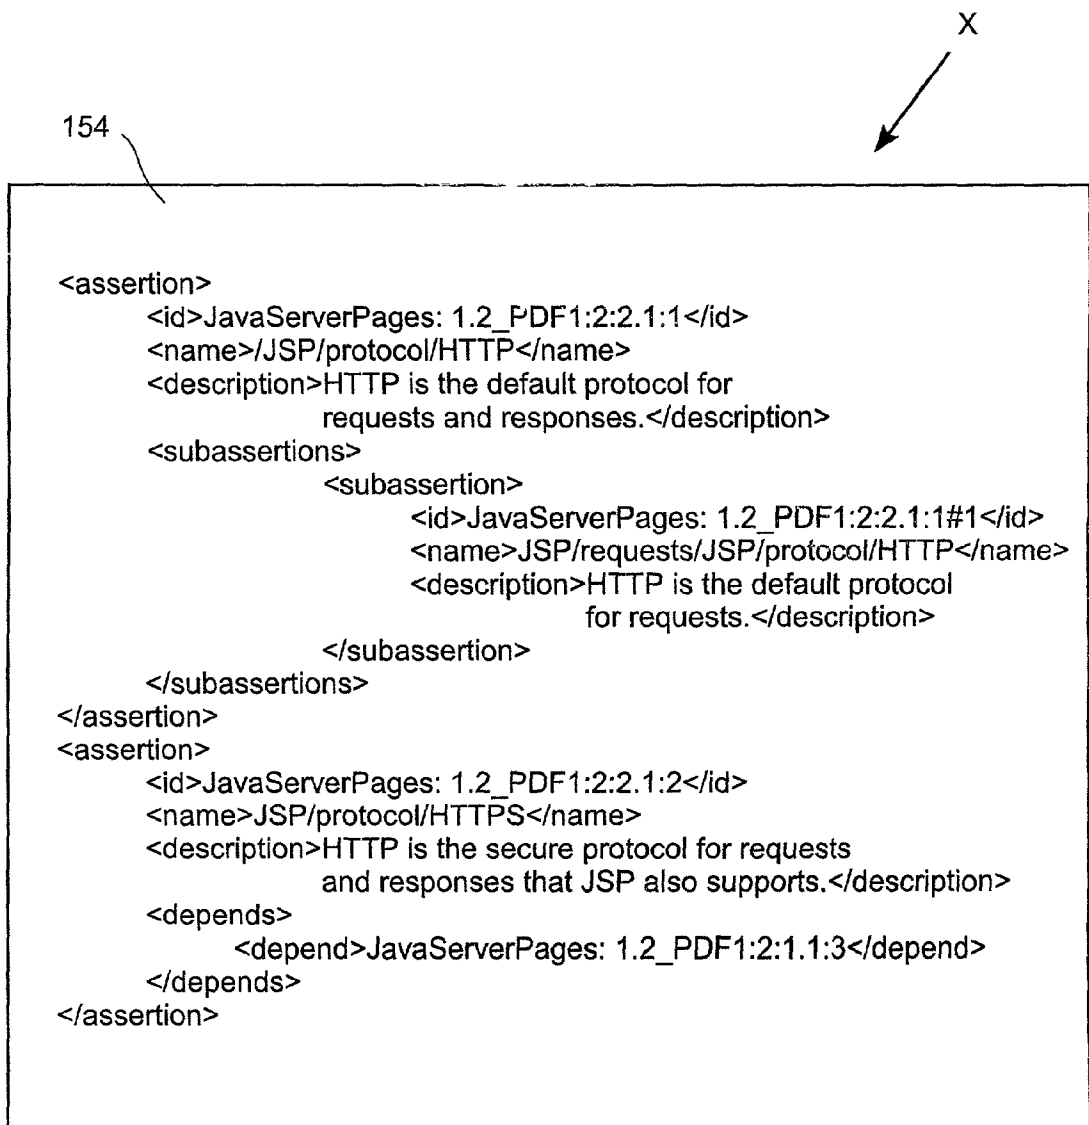 X
154
<assertion>
<id>JavaServerPages: 1.2_PDF1:2:2.1:1</id>
<name>/JSP/protocol/HTTP</name>
<description>HTTP is the default protocol for
requests and responses.</description>
<subassertions>
<subassertion>
<id>JavaServerPages: 1.2_PDF1:2:2.1:1#1</id>
<name>JSP/requests/JSP/protocol/HTTP</name>
<description>HTTP is the default protocol
for requests.</description>
</subassertion>
</subassertions>
</assertion>
<assertion>
<id>JavaServerPages: 1.2_PDF1:2:2.1:2</id>
<name>JSP/protocol/HTTPS</name>
<description>HTTP is the secure protocol for requests
and responses that JSP also supports.</description>
<depends>
<depend>JavaServerPages: 1.2_PDF1:2:1.1:3</depend>
</depends>
</assertion>